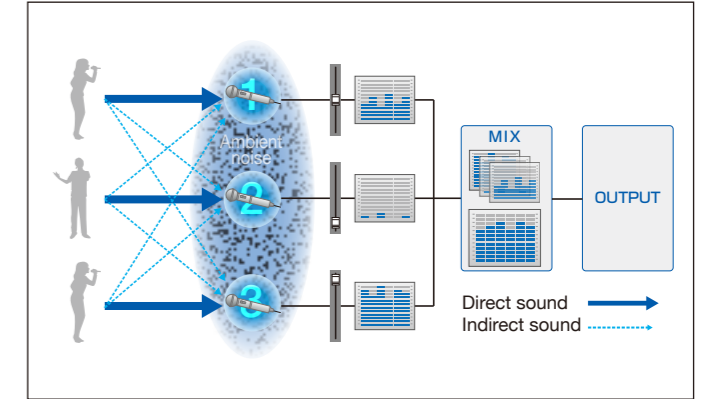 1
Ambient
noise
2
3
MIX
OUTPUT
Direct sound
Indirect sound